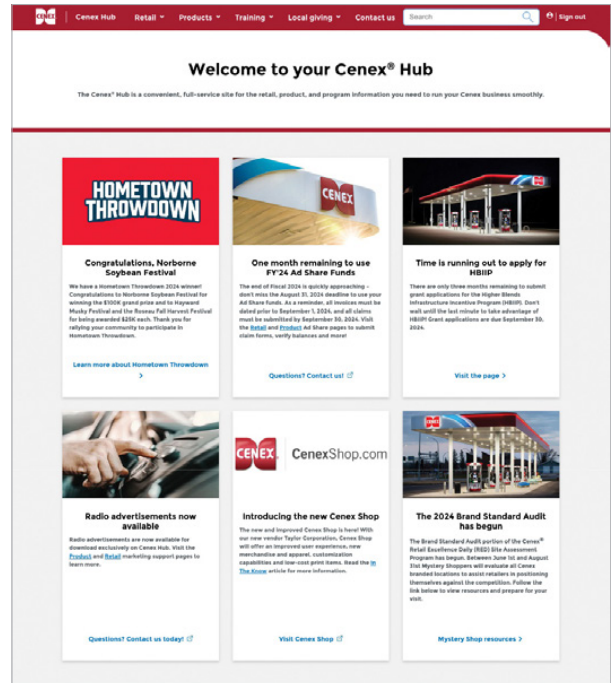 CENEX Cenex Hub Retail Products Training Local giving Contact us Search Sign out
Welcome to your Cenex® Hub
The Cenex® Hub is a convenient, full-service site for the retail, product, and program information you need to run your Cenex business smoothly.
HOMETOWN
THROWDOWN
Congratulations, Norborne
Soybean Festival
We have a Hometown Throwdown 2024 winner!
Congratulations to Norborne Soybean Festival for
winning the $100K grand prize and to Hayward
Musky Festival and the Roseau Fall Harvest Festival
for being awarded $25K each. Thank you for
rallying your community to participate in
Hometown Throwdown.
Learn more about Hometown Throwdown
>
CENEX
One month remaining to use
FY'24 Ad Share Funds
The end of Fiscal 2024 is quickly approaching –
don't miss the August 31, 2024 deadline to use your
Ad Share funds. As a reminder, all invoices must be
dated prior to September 1, 2024, and all claims
must be submitted by September 30, 2024. Visit
the Retail and Product Ad Share pages to submit
claim forms, verify balances and more!
Questions? Contact us!
Time is running out to apply for
HBIIP
There are only three months remaining to submit
grant applications for the Higher Blends
Infrastructure Incentive Program (HBIIP). Don't
wait until the last minute to take advantage of
HBIIP! Grant applications are due September 30,
2024.
Visit the page >
Radio advertisements now
available
Radio advertisements are now available for
download exclusively on Cenex Hub. Visit the
Product and Retail marketing support pages to
learn more.
Questions? Contact us today!
CENEX CenexShop.com
Introducing the new Cenex Shop
The new and improved Cenex Shop is here! With
our new vendor Taylor Corporation, Cenex Shop
will offer an improved user experience, new
merchandise and apparel, customization
capabilities and low-cost print items. Read the In
The Know article for more information.
Visit Cenex Shop
CENEX
The 2024 Brand Standard Audit
has begun
The Brand Standard Audit portion of the Cenex®
Retail Excellence Daily (RED) Site Assessment
Program has begun. Between June 1st and August
31st Mystery Shoppers will evaluate all Cenex
branded locations to assist retailers in positioning
themselves against the competition. Follow the
link below to view resources and prepare for your
visit.
Mystery Shop resources >